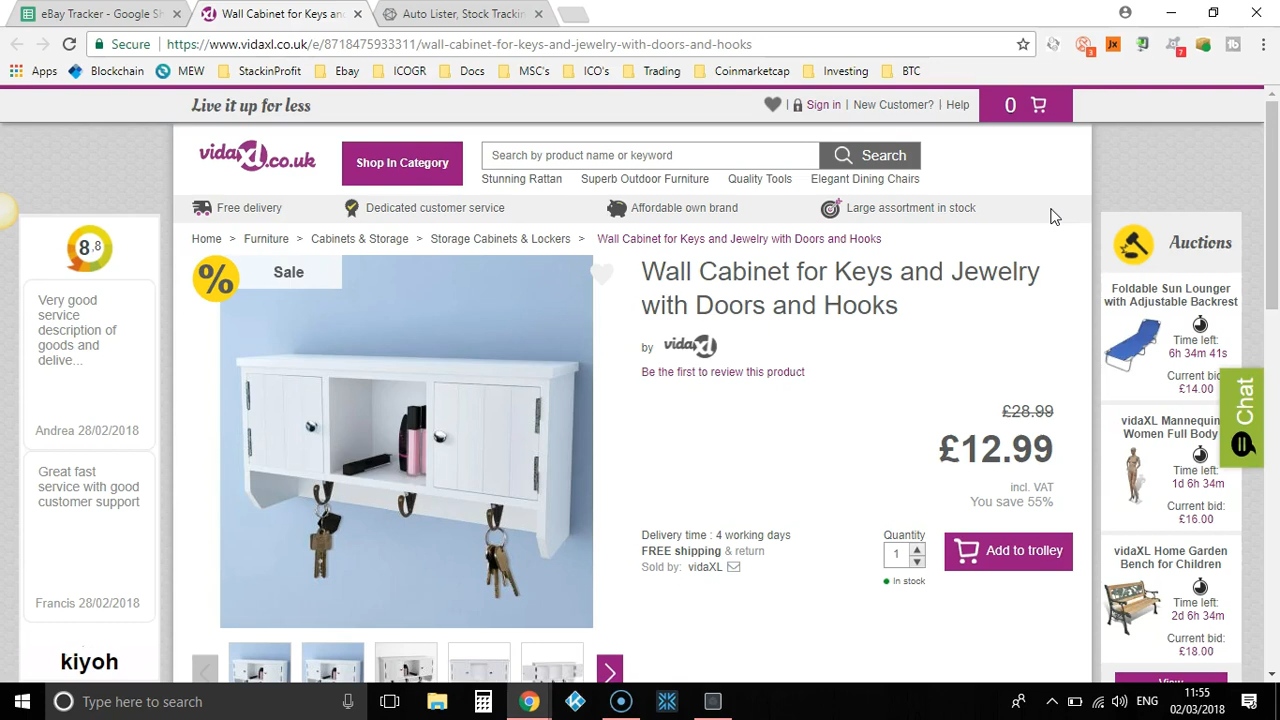 eBay Tracker - Google Sh
Wall Cabinet for Keys an
Auto Lister, Stock Trackin
Secure
https://www.vidaxl.co.uk/e/8718475933311/wall-cabinet-for-keys-and-jewelry-with-doors-and-hooks
3
7
Apps
Blockchain
MEW
StackinProfit
Ebay
ICOGR
Docs
MSC's
ICO's
Trading
Coinmarketcap
Investing
BTC
Live it up for less
Sign in | New Customer? | Help
0
vidaXL.co.uk
Shop In Category
Search by product name or keyword
Search
Stunning Rattan
Superb Outdoor Furniture
Quality Tools
Elegant Dining Chairs
Free delivery
Dedicated customer service
Affordable own brand
Large assortment in stock
Home > Furniture > Cabinets & Storage > Storage Cabinets & Lockers > Wall Cabinet for Keys and Jewelry with Doors and Hooks
8.8
Very good
service
description of
goods and
delive...
Andrea 28/02/2018
Great fast
service with good
customer support
Francis 28/02/2018
kiyoh
%
Sale
Wall Cabinet for Keys and Jewelry
with Doors and Hooks
by vidaXL
Be the first to review this product
£28.99
£12.99
incl. VAT
You save 55%
Delivery time : 4 working days
FREE shipping & return
Sold by: vidaXL
Quantity
1
In stock
Add to trolley
Auctions
Foldable Sun Lounger
with Adjustable Backrest
Time left:
6h 34m 41s
Current bid:
£14.00
vidaXL Mannequin
Women Full Body
Time left:
1d 6h 34m
Current bid:
£16.00
vidaXL Home Garden
Bench for Children
Time left:
2d 6h 34m
Current bid:
£18.00
Chat
Type here to search
ENG
11:55
02/03/2018